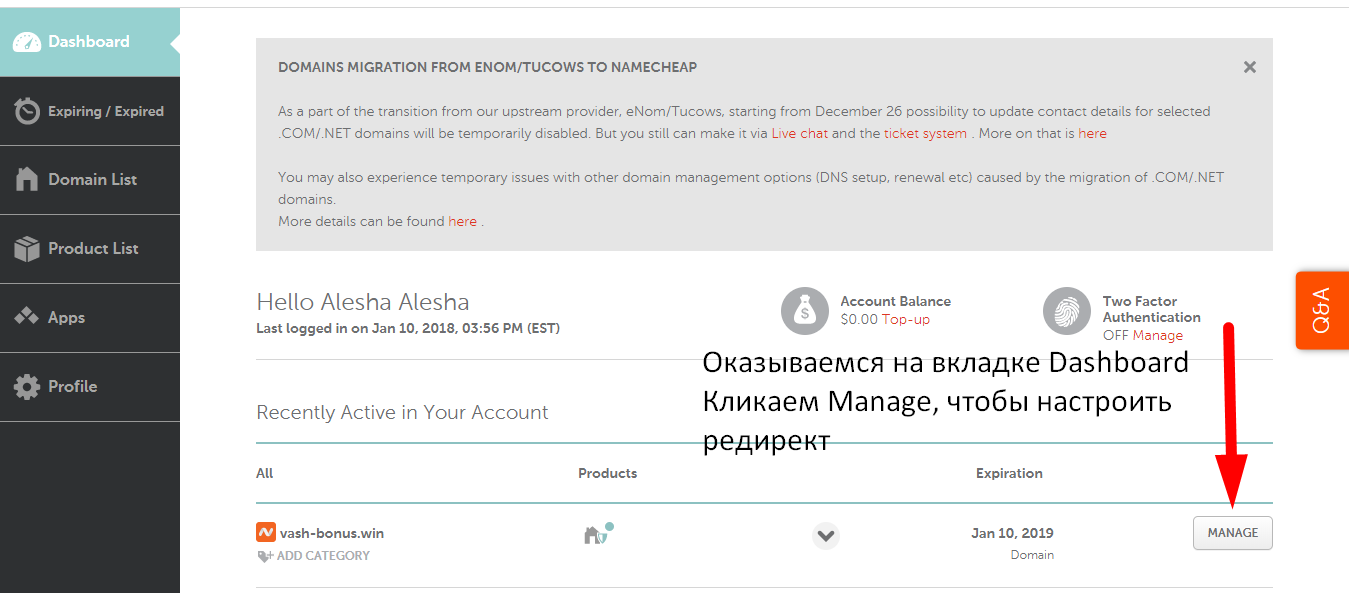 Dashboard
Expiring / Expired
Domain List
Product List
Apps
Profile
DOMAINS MIGRATION FROM ENOM/TUCOWS TO NAMECHEAP
As a part of the transition from our upstream provider, eNom/Tucows, starting from December 26 possibility to update contact details for selected
.COM/.NET domains will be temporarily disabled. But you still can make it via Live chat and the ticket system . More on that is here
You may also experience temporary issues with other domain management options (DNS setup, renewal etc) caused by the migration of .COM/.NET
domains.
More details can be found here .
Hello Alesha Alesha
Last logged in on Jan 10, 2018, 03:56 PM (EST)
Account Balance
$0.00 Top-up
Two Factor
Authentication
OFF Manage
Q&A
Оказываемся на вкладке Dashboard
Кликаем Manage, чтобы настроить
редирект
Recently Active in Your Account
All Products Expiration
vash-bonus.win Jan 10, 2019 MANAGE
ADD CATEGORY Domain